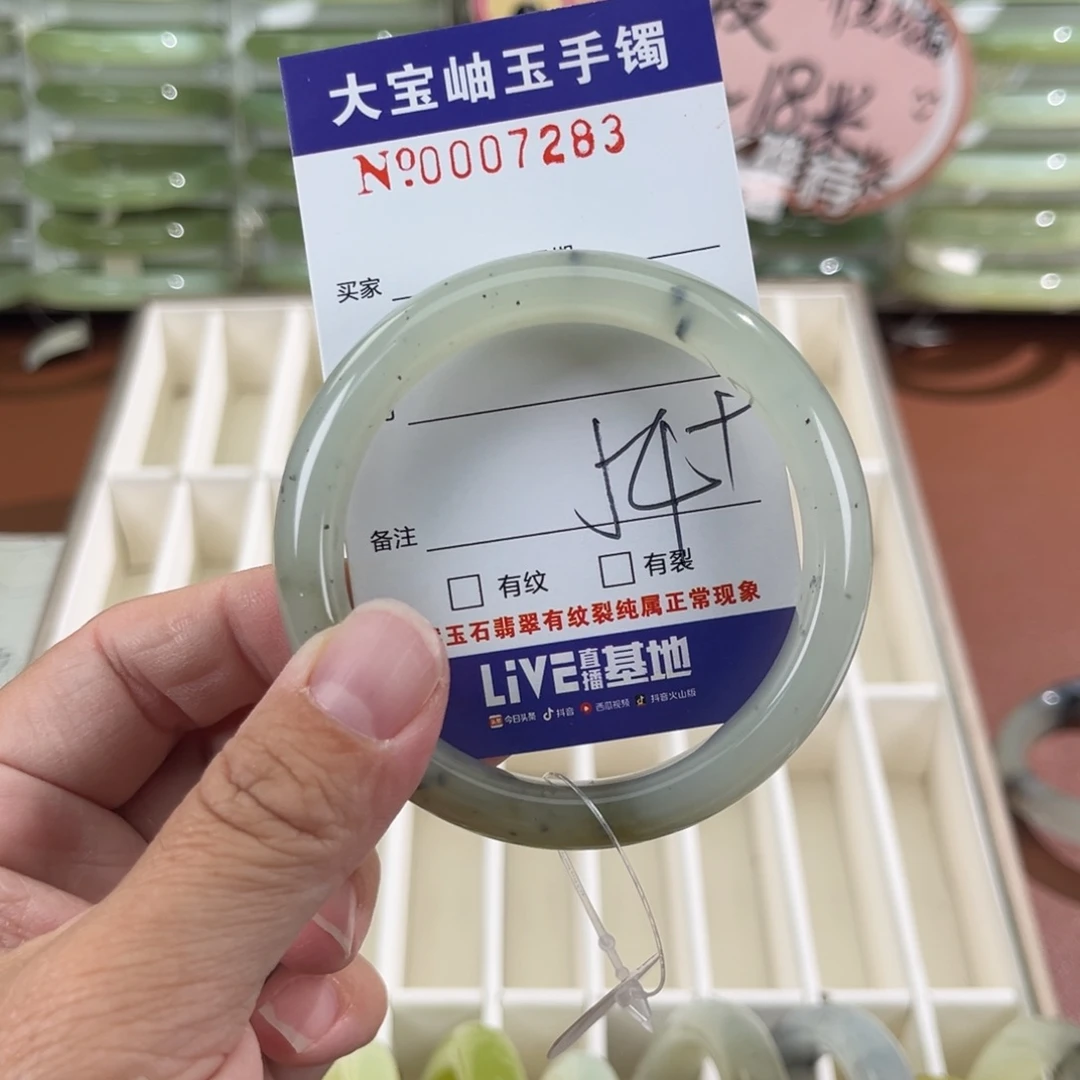 大宝岫玉手镯
№0007283
买家
备注
有纹
有裂
玉石翡翠有纹裂纯属正常现象
LiVE直播基地
今日头条 抖音 西瓜视频 抖音火山版
推荐